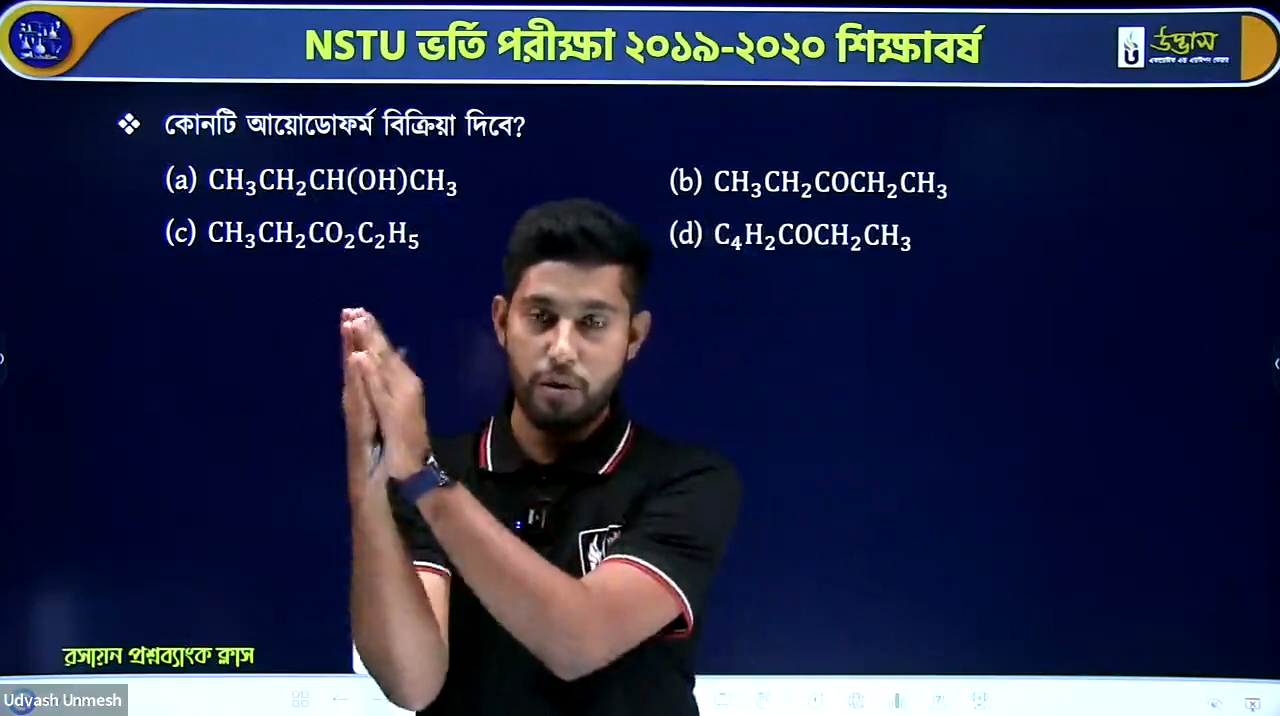 NSTU ভর্তি পরীক্ষা ২০১৯-২০২০ শিক্ষাবর্ষ
উদ্ভাস
❖ কোনটি আয়োডোফর্ম বিক্রিয়া দিবে?
(a) CH₃CH₂CH(OH)CH₃ (b) CH₃CH₂COCH₂CH₃
(c) CH₃CH₂CO₂C₂H₅ (d) C₄H₂COCH₂CH₃
রসায়ন প্রশ্নব্যাংক ক্লাস
Udvash Unmesh